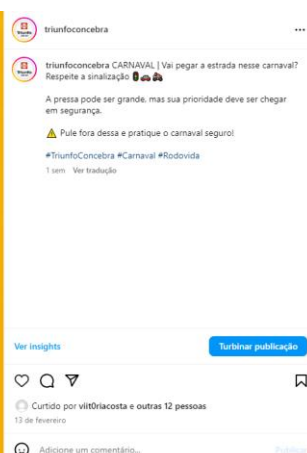 triunfoconcebra
triunfoconcebra CARNAVAL | Vai pegar a estrada nesse carnaval?
Respeite a sinalização 🚦🚗🏍
A pressa pode ser grande, mas sua prioridade deve ser chegar
em segurança.
⚠️ Pule fora dessa e pratique o carnaval seguro!
#TriunfoConcebra #Carnaval #Rodovida
1 sem Ver tradução
Ver insights Turbinar publicação
Curtido por viit0riacosta e outras 12 pessoas
13 de fevereiro
Adicione um comentário... Publicar